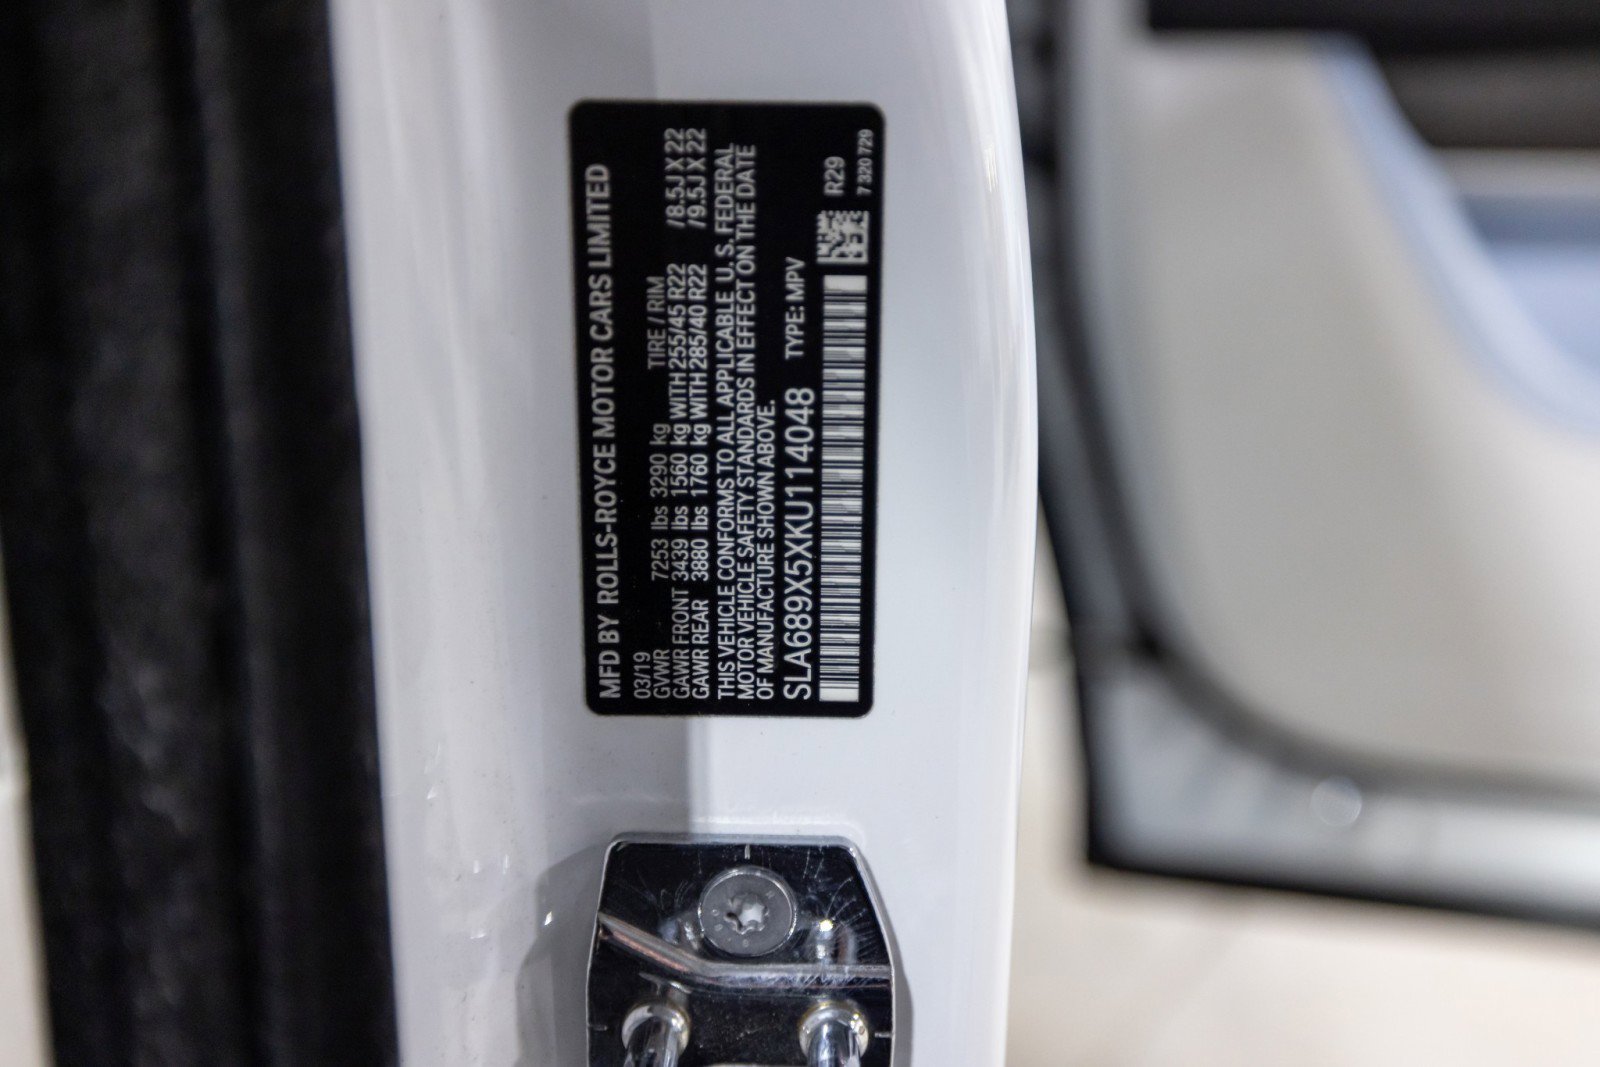 MFD BY ROLLS-ROYCE MOTOR CARS LIMITED
03/19 TIRE / RIM
GVWR 7253 lbs 3290 kg
GAWR FRONT 3439 lbs 1560 kg WITH 255/45 R22 /8.5J X 22
GAWR REAR 3880 lbs 1760 kg WITH 285/40 R22 /9.5J X 22
THIS VEHICLE CONFORMS TO ALL APPLICABLE U. S. FEDERAL
MOTOR VEHICLE SAFETY STANDARDS IN EFFECT ON THE DATE
OF MANUFACTURE SHOWN ABOVE.
SLA689X5XKU114048 TYPE: MPV
R29
7 320 729